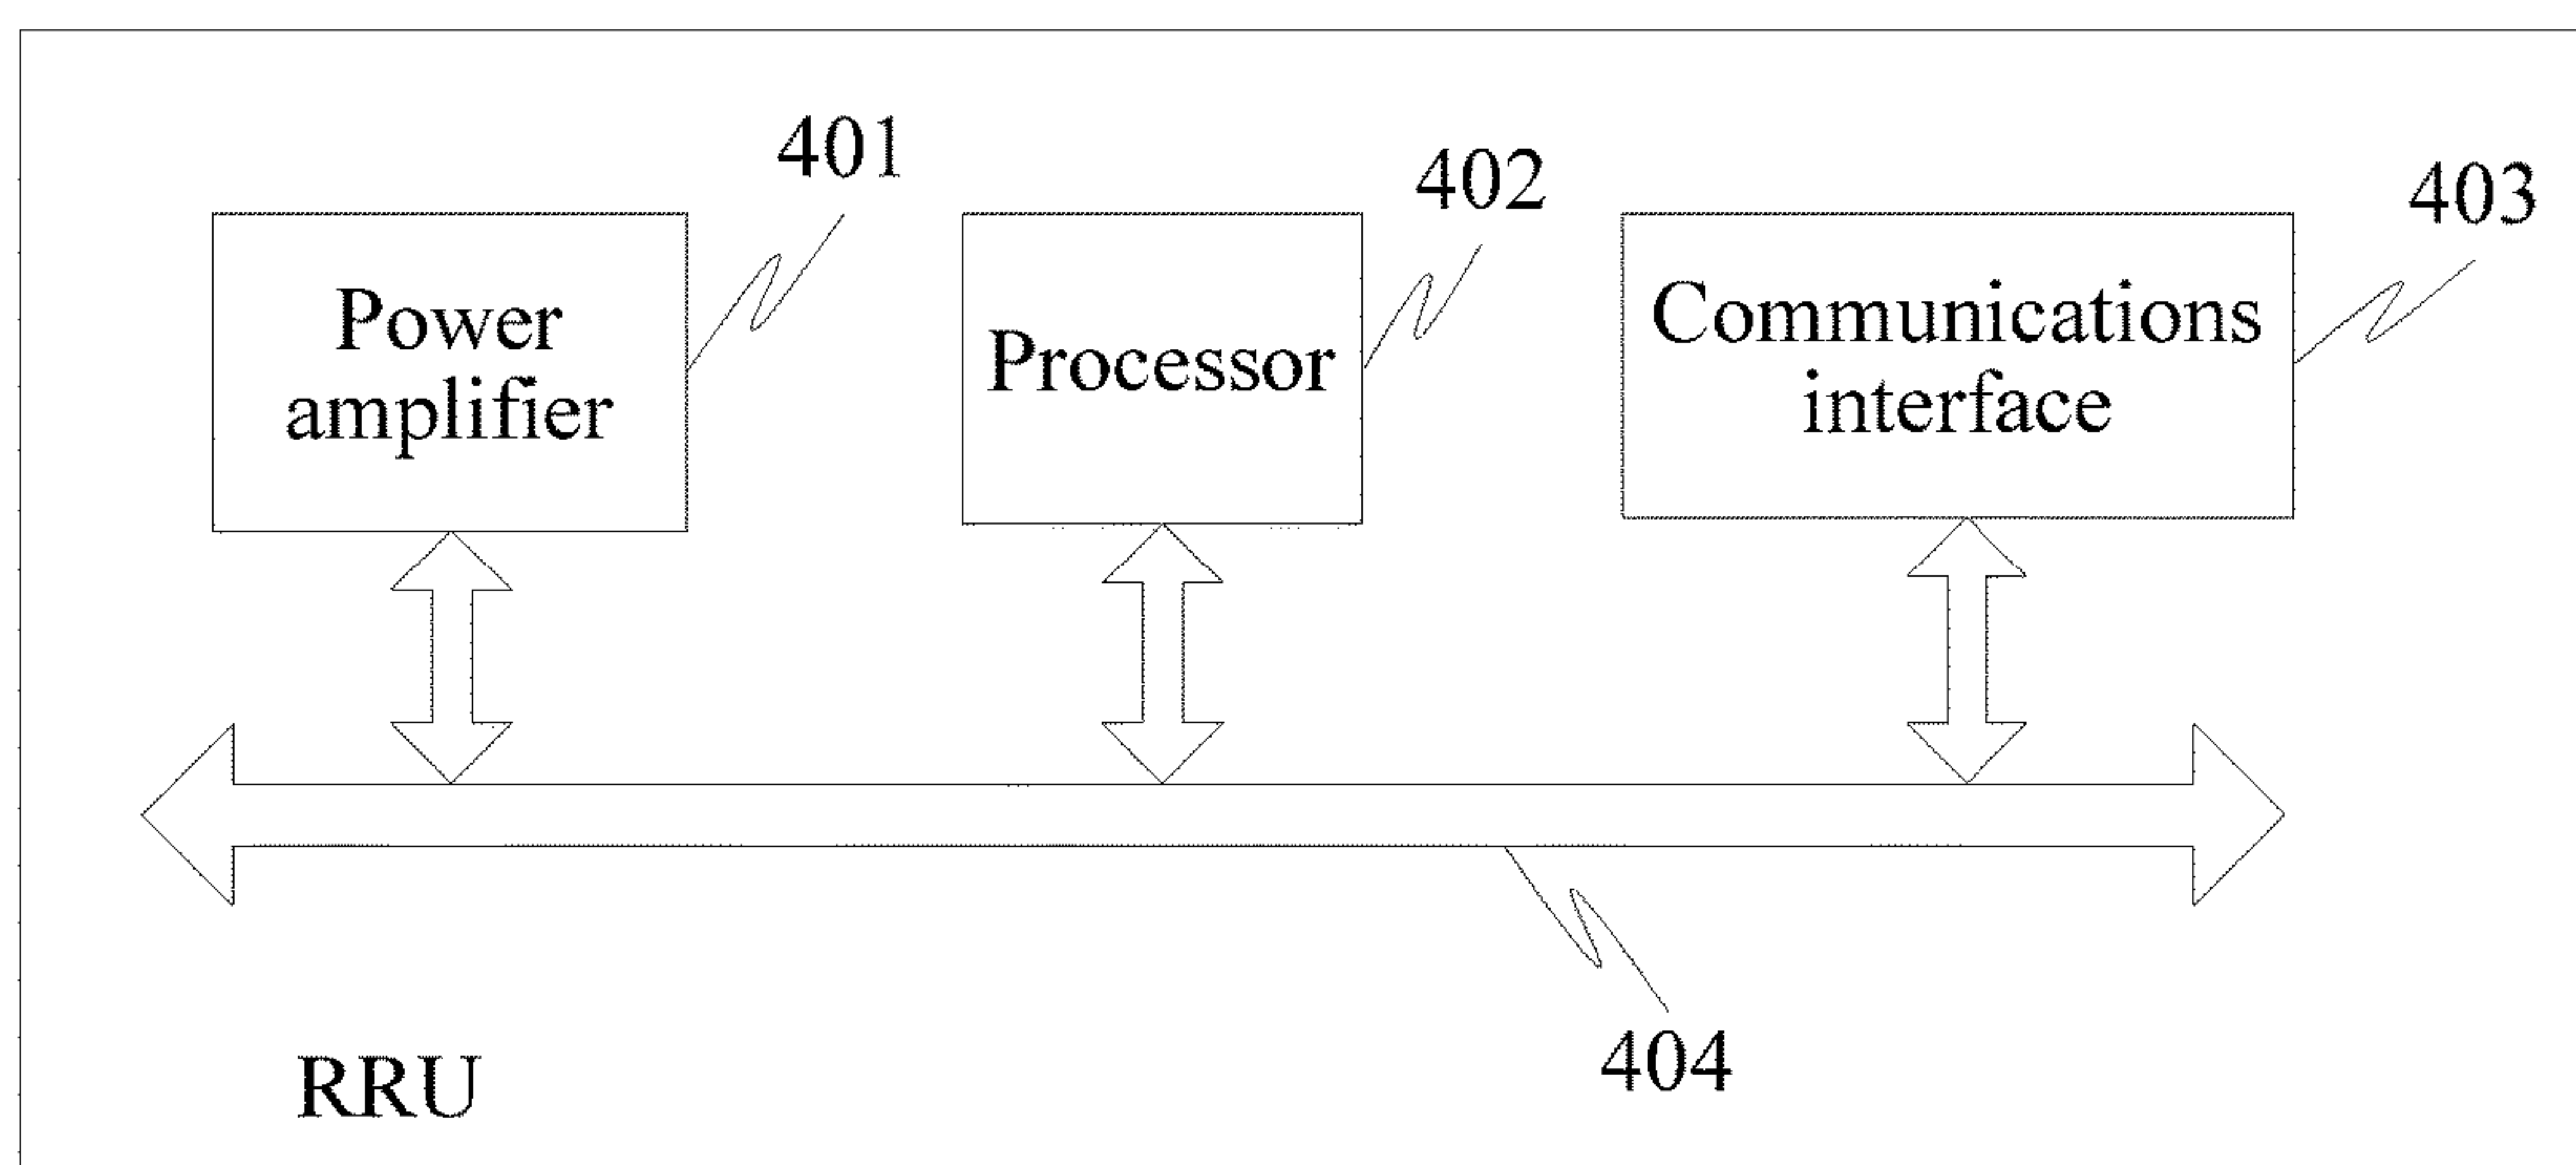 401
402
403
Power
amplifier
Processor
Communications
interface
404
RRU